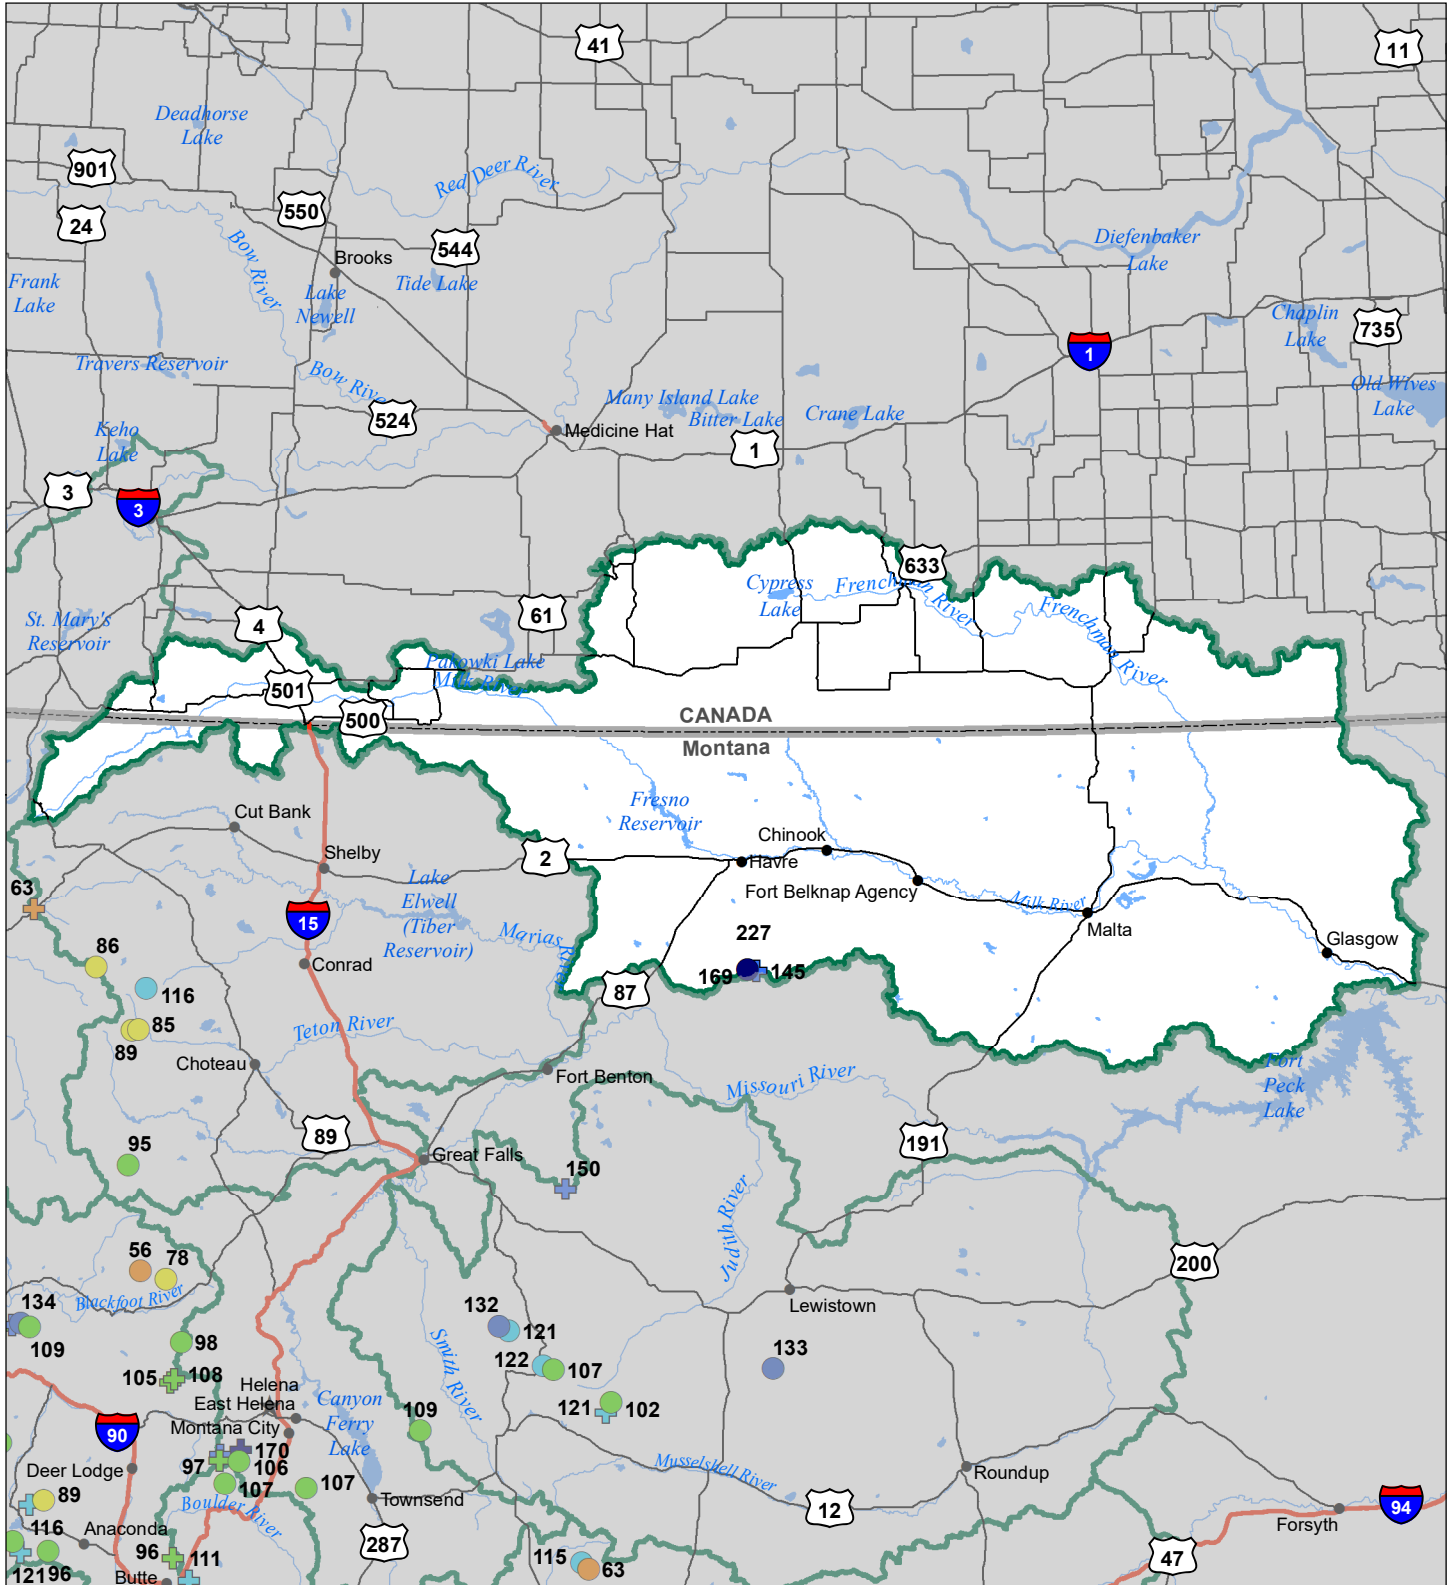 41
11
Deadhorse
Lake
901
24
550
544
Red Deer River
Bow River
Brooks
Frank
Lake
Lake
Newell
Tide Lake
Diefenbaker
Lake
Chaplin
Lake
735
1
Travers Reservoir
Bow River
524
Many Island Lake
Bitter Lake
Crane Lake
Old Wives
Lake
Keho
Lake
Medicine Hat
1
3
3
633
Cypress
Lake
Frenchman River
Frenchman River
St. Mary's
Reservoir
4
61
Pakowki Lake
Milk River
501
500
CANADA
Montana
Fresno
Reservoir
Cut Bank
Shelby
2
Chinook
Havre
Fort Belknap Agency
Milk River
Malta
Glasgow
63
Lake
Elwell
(Tiber
Reservoir)
15
Marias River
Conrad
86
116
85
89
227
169
145
87
Teton River
Choteau
Fort Benton
Missouri River
Fort
Peck
Lake
89
Great Falls
191
95
150
Judith River
56
78
200
Blackfoot River
134
109
98
105
108
132
121
122
107
133
Lewistown
Smith River
Helena
East Helena
Montana City
Canyon
Ferry
Lake
109
121
102
90
170
97
106
107
107
Deer Lodge
89
Boulder River
Townsend
Musselshell River
Roundup
12
94
Forsyth
116
Anaconda
96
111
287
115
63
47
121
96
Butte